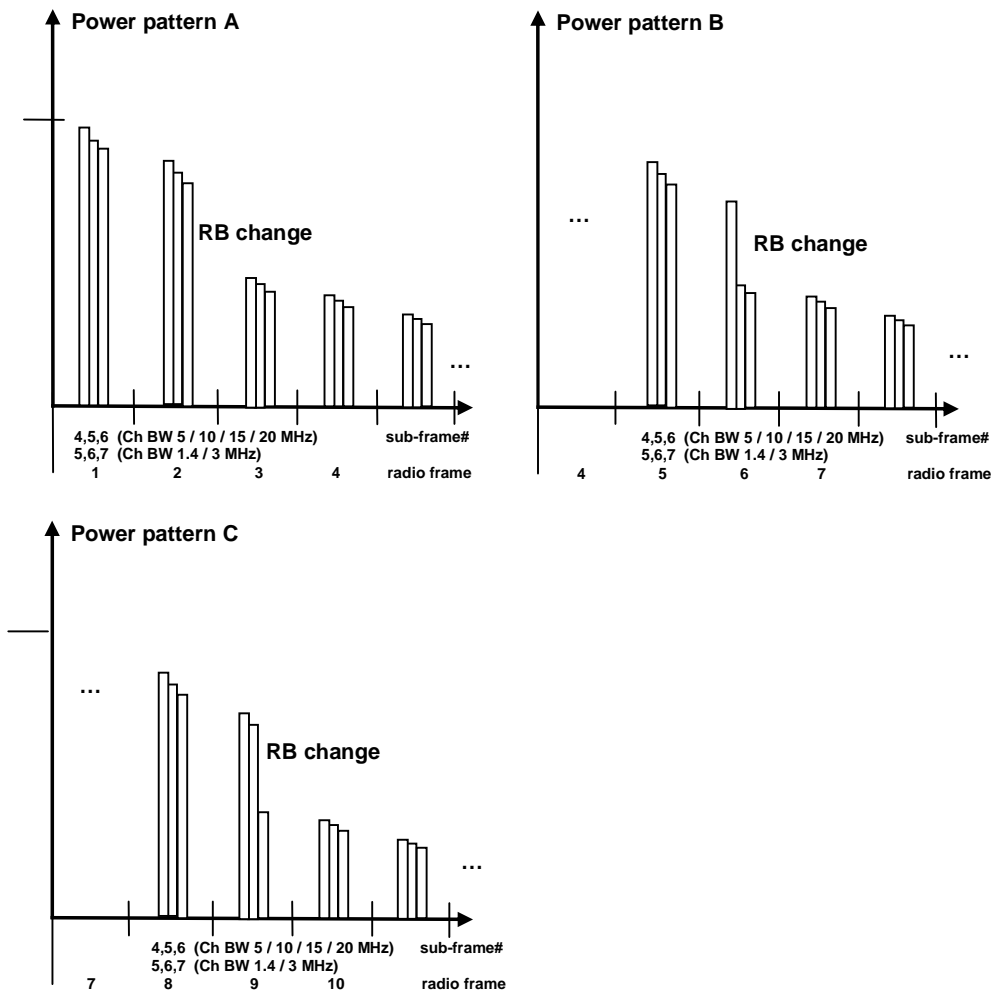 Power pattern A
RB change
...
4,5,6 (Ch BW 5 / 10 / 15 / 20 MHz) sub-frame#
5,6,7 (Ch BW 1.4 / 3 MHz)
1 2 3 4 radio frame
Power pattern B
...
RB change
...
4,5,6 (Ch BW 5 / 10 / 15 / 20 MHz) sub-frame#
5,6,7 (Ch BW 1.4 / 3 MHz)
4 5 6 7 radio frame
Power pattern C
...
RB change
...
4,5,6 (Ch BW 5 / 10 / 15 / 20 MHz) sub-frame#
5,6,7 (Ch BW 1.4 / 3 MHz)
7 8 9 10 radio frame